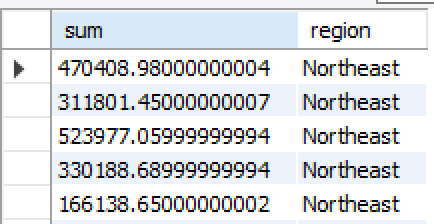 sum region
470408.98000000004 Northeast
311801.45000000007 Northeast
523977.05999999994 Northeast
330188.68999999994 Northeast
166138.65000000002 Northeast